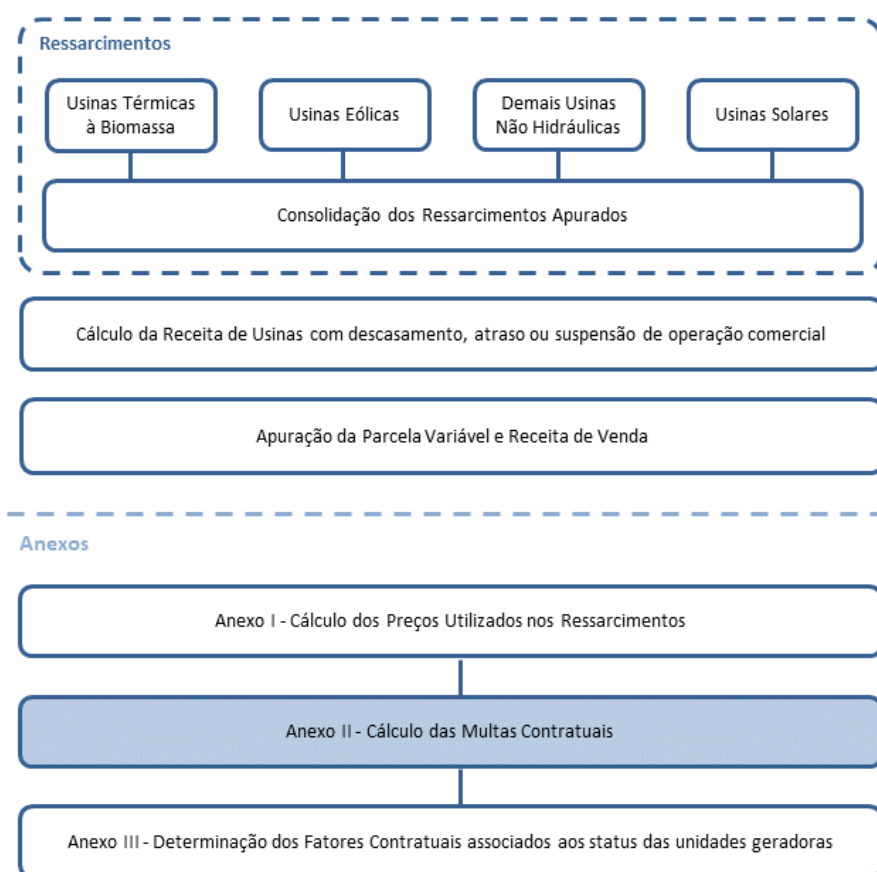 Ressarcimentos
Usinas Térmicas
à Biomassa
Usinas Eólicas
Demais Usinas
Não Hidráulicas
Usinas Solares
Consolidação dos Ressarcimentos Apurados
Cálculo da Receita de Usinas com descasamento, atraso ou suspensão de operação comercial
Apuração da Parcela Variável e Receita de Venda
Anexos
Anexo I - Cálculo dos Preços Utilizados nos Ressarcimentos
Anexo II - Cálculo das Multas Contratuais
Anexo III - Determinação dos Fatores Contratuais associados aos status das unidades geradoras